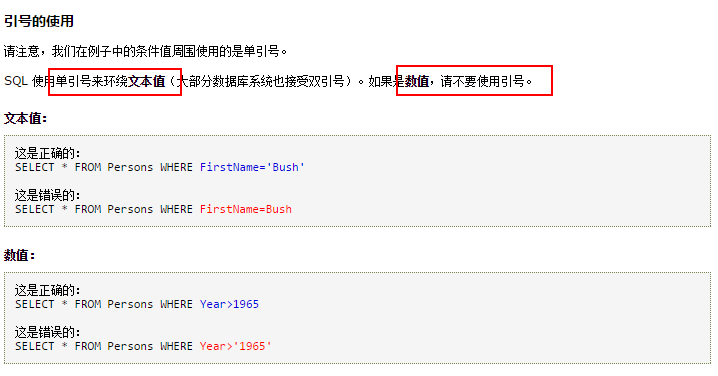 引号的使用
请注意，我们在例子中的条件值周围使用的是单引号。
SQL 使用单引号来环绕文本值（大部分数据库系统也接受双引号）。如果是数值，请不要使用引号。
文本值：
这是正确的：
SELECT * FROM Persons WHERE FirstName='Bush'
这是错误的：
SELECT * FROM Persons WHERE FirstName=Bush
数值：
这是正确的：
SELECT * FROM Persons WHERE Year>1965
这是错误的：
SELECT * FROM Persons WHERE Year>'1965'